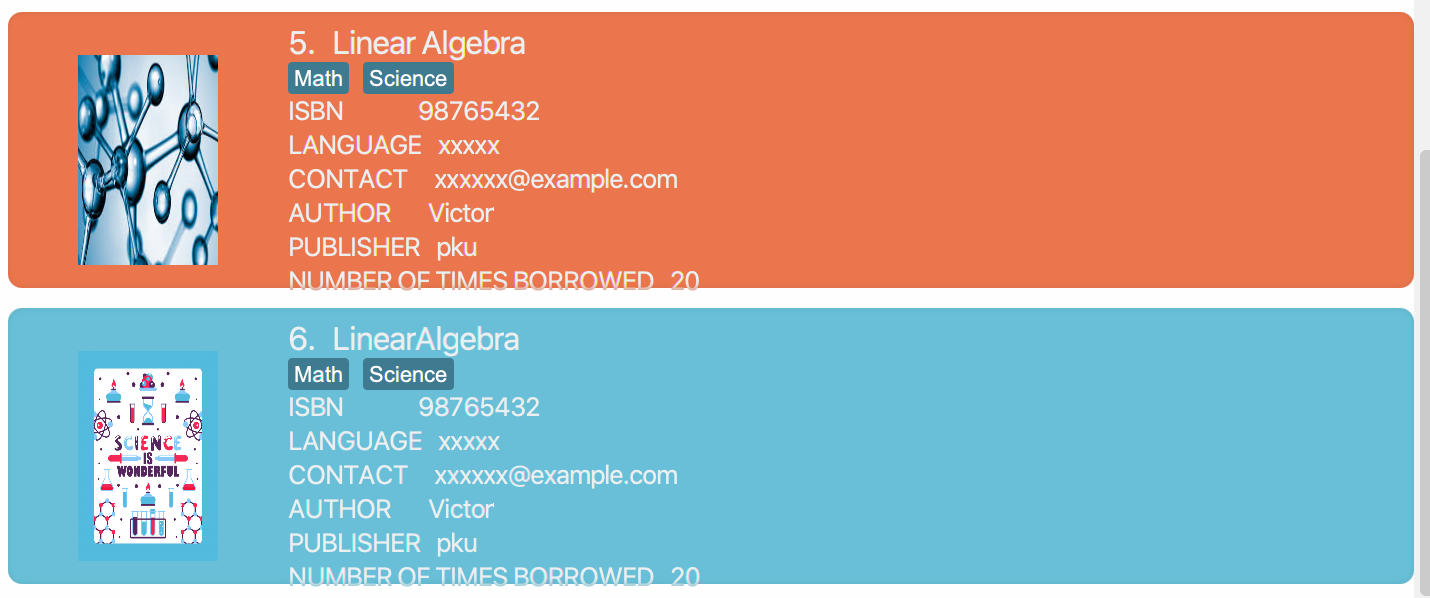 5. Linear Algebra
Math Science
ISBN 98765432
LANGUAGE xxxxx
CONTACT xxxxxx@example.com
AUTHOR Victor
PUBLISHER pku
NUMBER OF TIMES BORROWED 20
6. LinearAlgebra
Math Science
ISBN 98765432
LANGUAGE xxxxx
CONTACT xxxxxx@example.com
SCIENCE
IS
WONDERFUL
AUTHOR Victor
PUBLISHER pku
NUMBER OF TIMES BORROWED 20